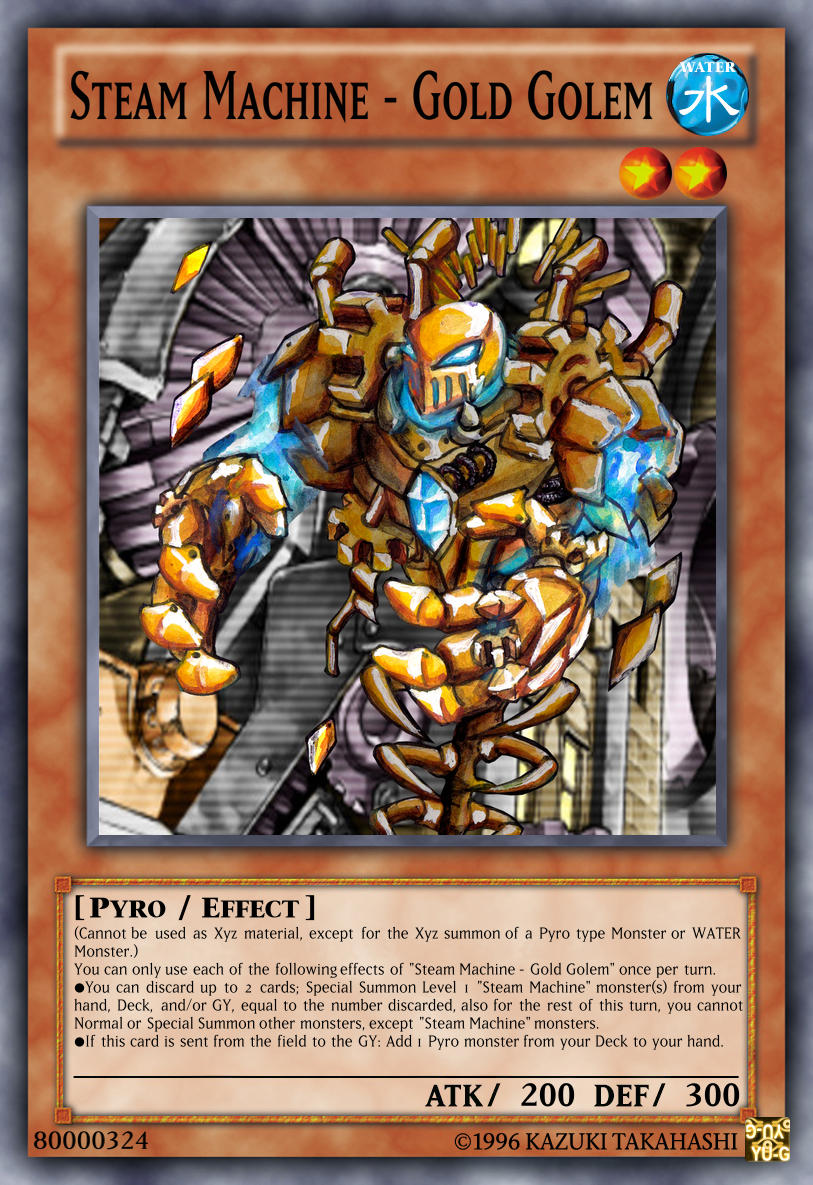 Steam Machine - Gold Golem
WATER
水
[ Pyro / Effect ]
(Cannot be used as Xyz material, except for the Xyz summon of a Pyro type Monster or WATER
Monster.)
You can only use each of the following effects of "Steam Machine - Gold Golem" once per turn.
●You can discard up to 2 cards; Special Summon Level 1 "Steam Machine" monster(s) from your
hand, Deck, and/or GY, equal to the number discarded, also for the rest of this turn, you cannot
Normal or Special Summon other monsters, except "Steam Machine" monsters.
●If this card is sent from the field to the GY: Add 1 Pyro monster from your Deck to your hand.
ATK/ 200 DEF/ 300
80000324
©1996 KAZUKI TAKAHASHI